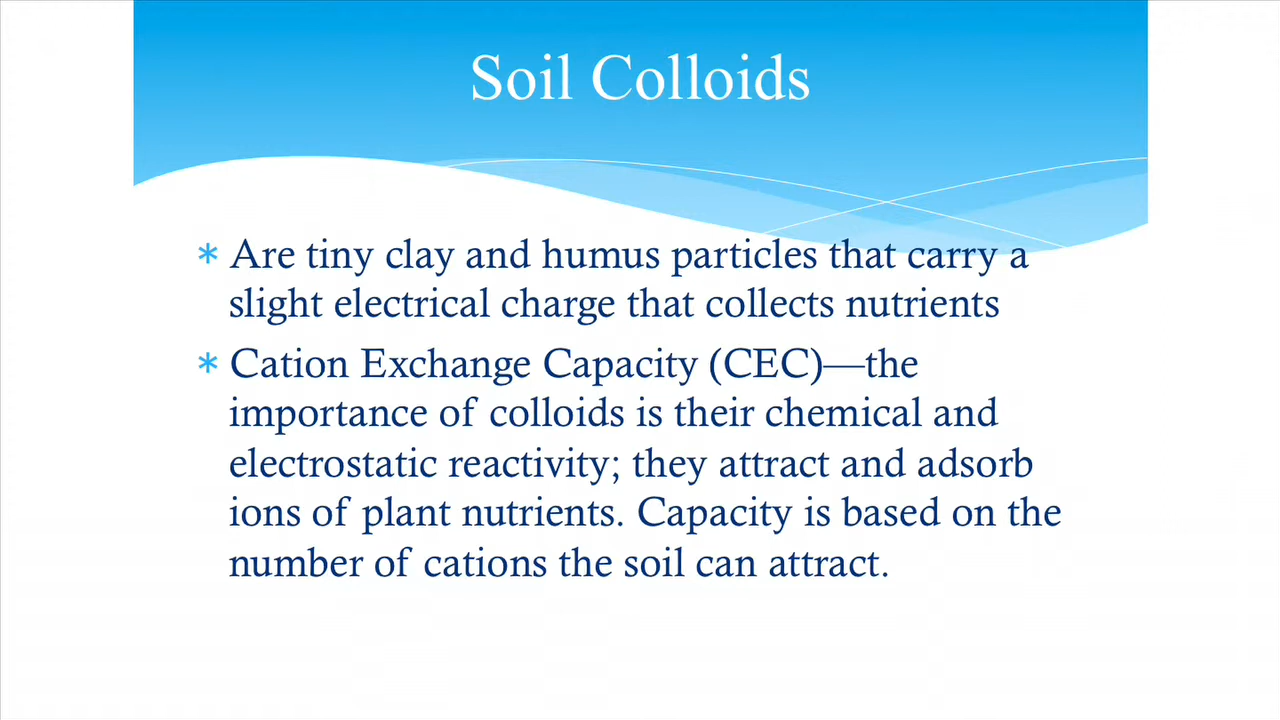 Soil Colloids
* Are tiny clay and humus particles that carry a
slight electrical charge that collects nutrients
* Cation Exchange Capacity (CEC)—the
importance of colloids is their chemical and
electrostatic reactivity; they attract and adsorb
ions of plant nutrients. Capacity is based on the
number of cations the soil can attract.